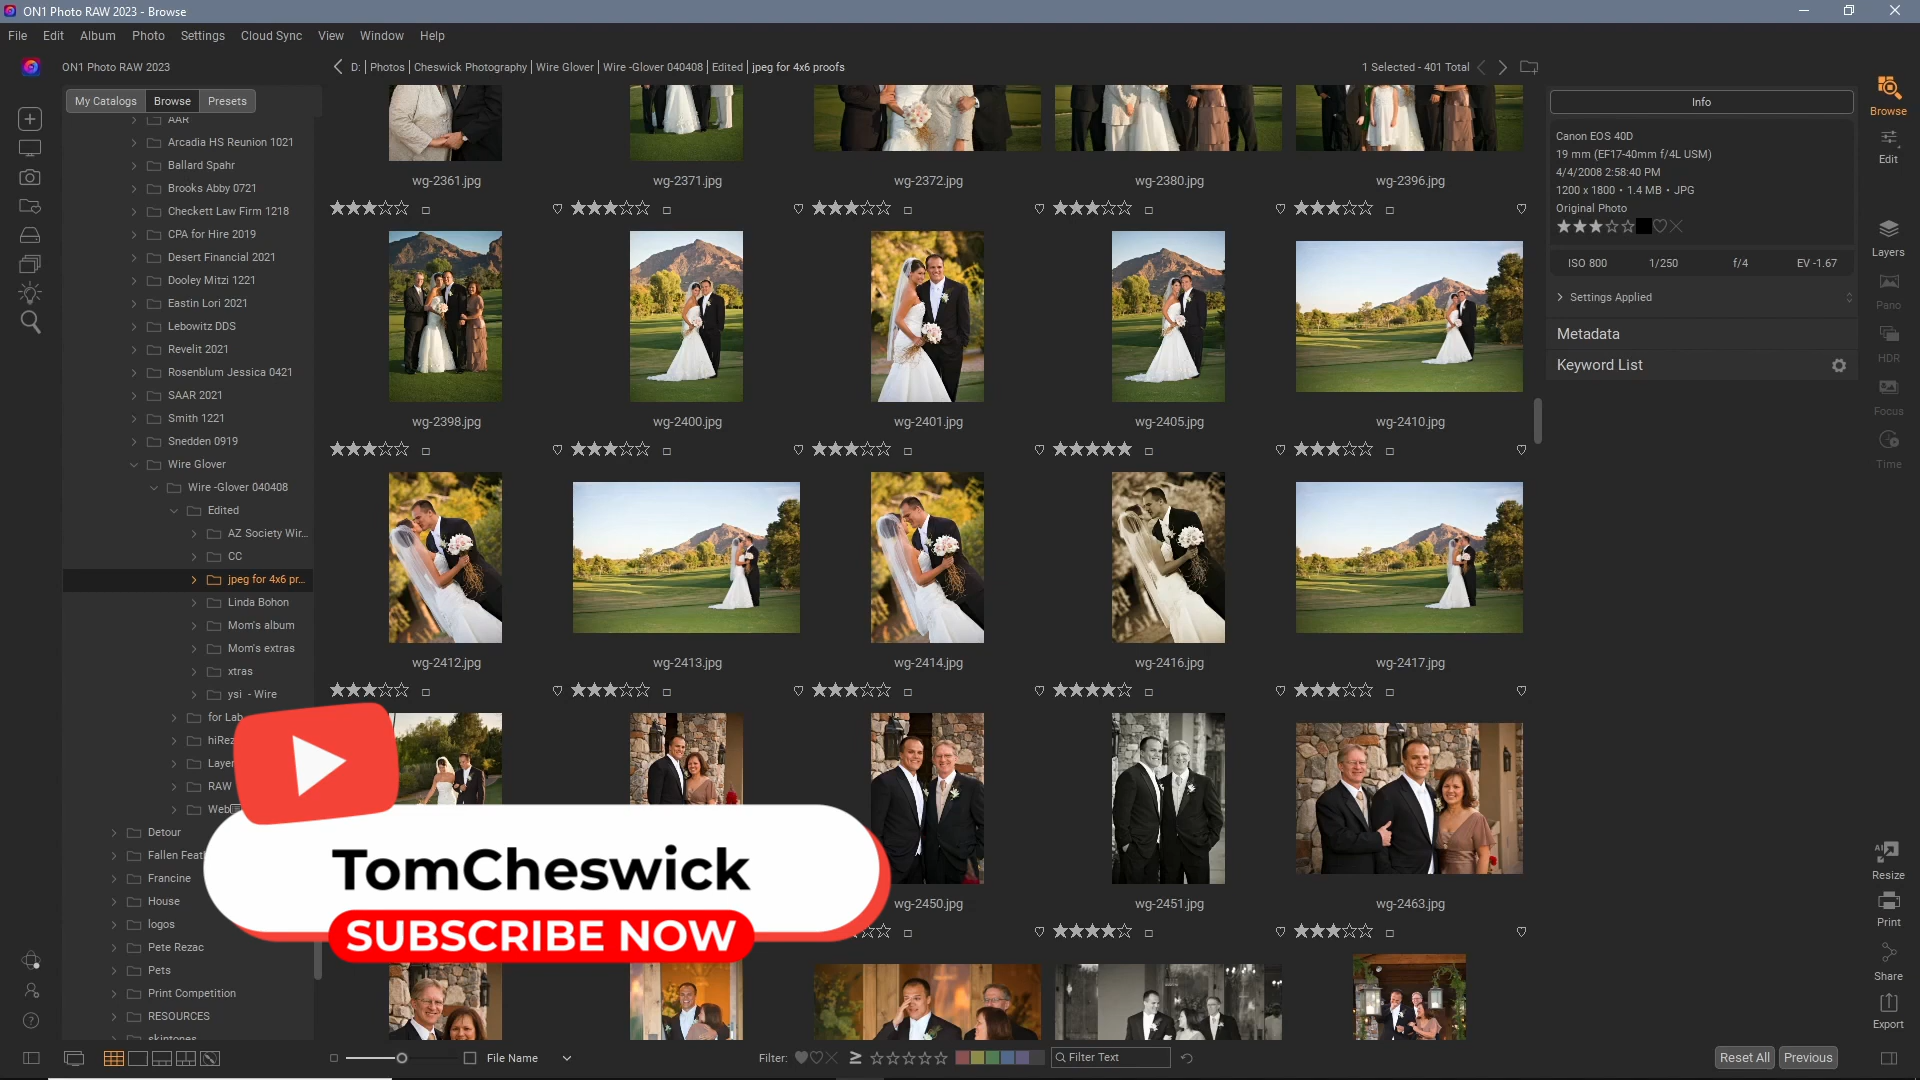 ON1 Photo RAW 2023 - Browse
File Edit Album Photo Settings Cloud Sync View Window Help
ON1 Photo RAW 2023
D: Photos Cheswick Photography Wire Glover Wire -Glover 040408 Edited jpeg for 4x6 proofs
1 Selected - 401 Total
My Catalogs Browse Presets
AAR
Arcadia HS Reunion 1021
Ballard Spahr
Brooks Abby 0721
Checkett Law Firm 1218
CPA for Hire 2019
Desert Financial 2021
Dooley Mitzi 1221
Eastin Lori 2021
Lebowitz DDS
Revelit 2021
Rosenblum Jessica 0421
SAAR 2021
Smith 1221
Snedden 0919
Wire Glover
Wire -Glover 040408
Edited
AZ Society Wir...
CC
jpeg for 4x6 pr...
Linda Bohon
Mom's album
Mom's extras
xtras
ysi - Wire
for Lab
hiRez
Layer
RAW
Web
Detour
Fallen Feat
Francine
House
logos
Pete Rezac
Pets
Print Competition
RESOURCES
skintones
wg-2361.jpg wg-2371.jpg wg-2372.jpg wg-2380.jpg wg-2396.jpg
wg-2398.jpg wg-2400.jpg wg-2401.jpg wg-2405.jpg wg-2410.jpg
wg-2412.jpg wg-2413.jpg wg-2414.jpg wg-2416.jpg wg-2417.jpg
wg-2450.jpg wg-2451.jpg wg-2463.jpg
TomCheswick
SUBSCRIBE NOW
Info
Canon EOS 40D
19 mm (EF17-40mm f/4L USM)
4/4/2008 2:58:40 PM
1200 x 1800 • 1.4 MB • JPG
Original Photo
ISO 800 1/250 f/4 EV -1.67
Settings Applied
Metadata
Keyword List
Browse
Edit
Layers
Pano
HDR
Focus
Time
AI
Resize
Print
Share
Export
File Name
Filter:
Filter Text
Reset All Previous